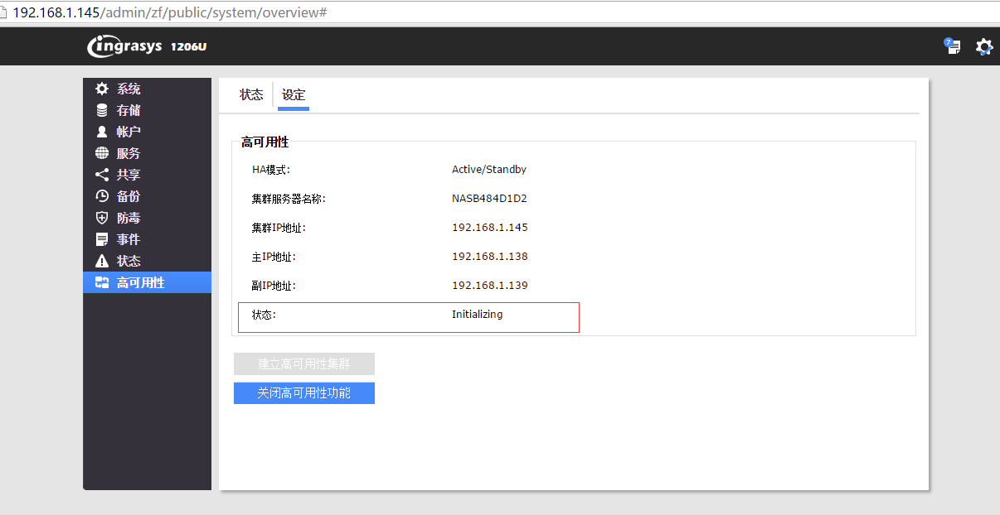 192.168.1.145/admin/zf/public/system/overview#
ingrasys 1206U
7
系统
存储
帐户
服务
共享
备份
防毒
事件
状态
高可用性
状态 设定
高可用性
HA模式: Active/Standby
集群服务器名称: NASB484D1D2
集群IP地址: 192.168.1.145
主IP地址: 192.168.1.138
副IP地址: 192.168.1.139
状态: Initializing
建立高可用性集群
关闭高可用性功能